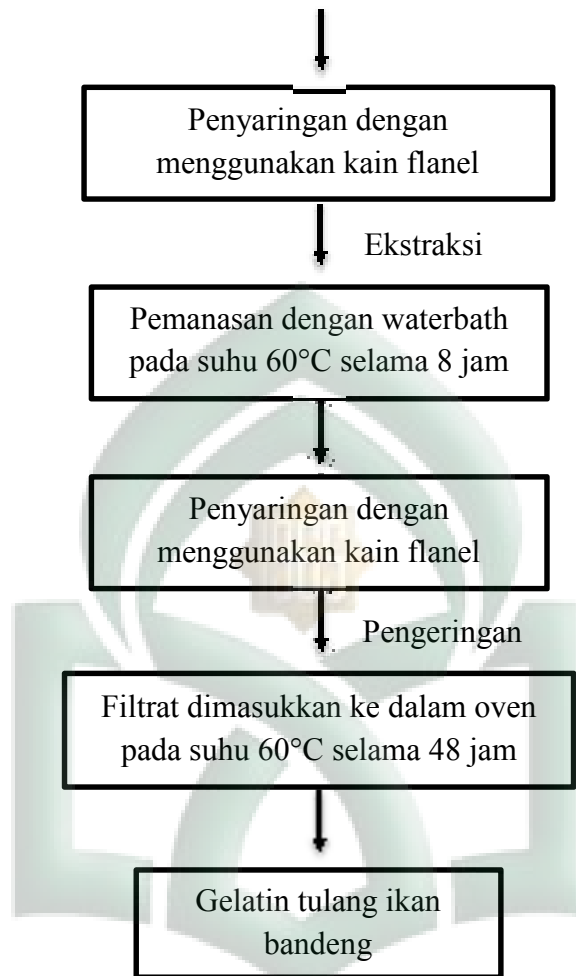 Penyaringan dengan
menggunakan kain flanel
Ekstraksi
Pemanasan dengan waterbath
pada suhu 60°C selama 8 jam
Penyaringan dengan
menggunakan kain flanel
Pengeringan
Filtrat dimasukkan ke dalam oven
pada suhu 60°C selama 48 jam
Gelatin tulang ikan
bandeng